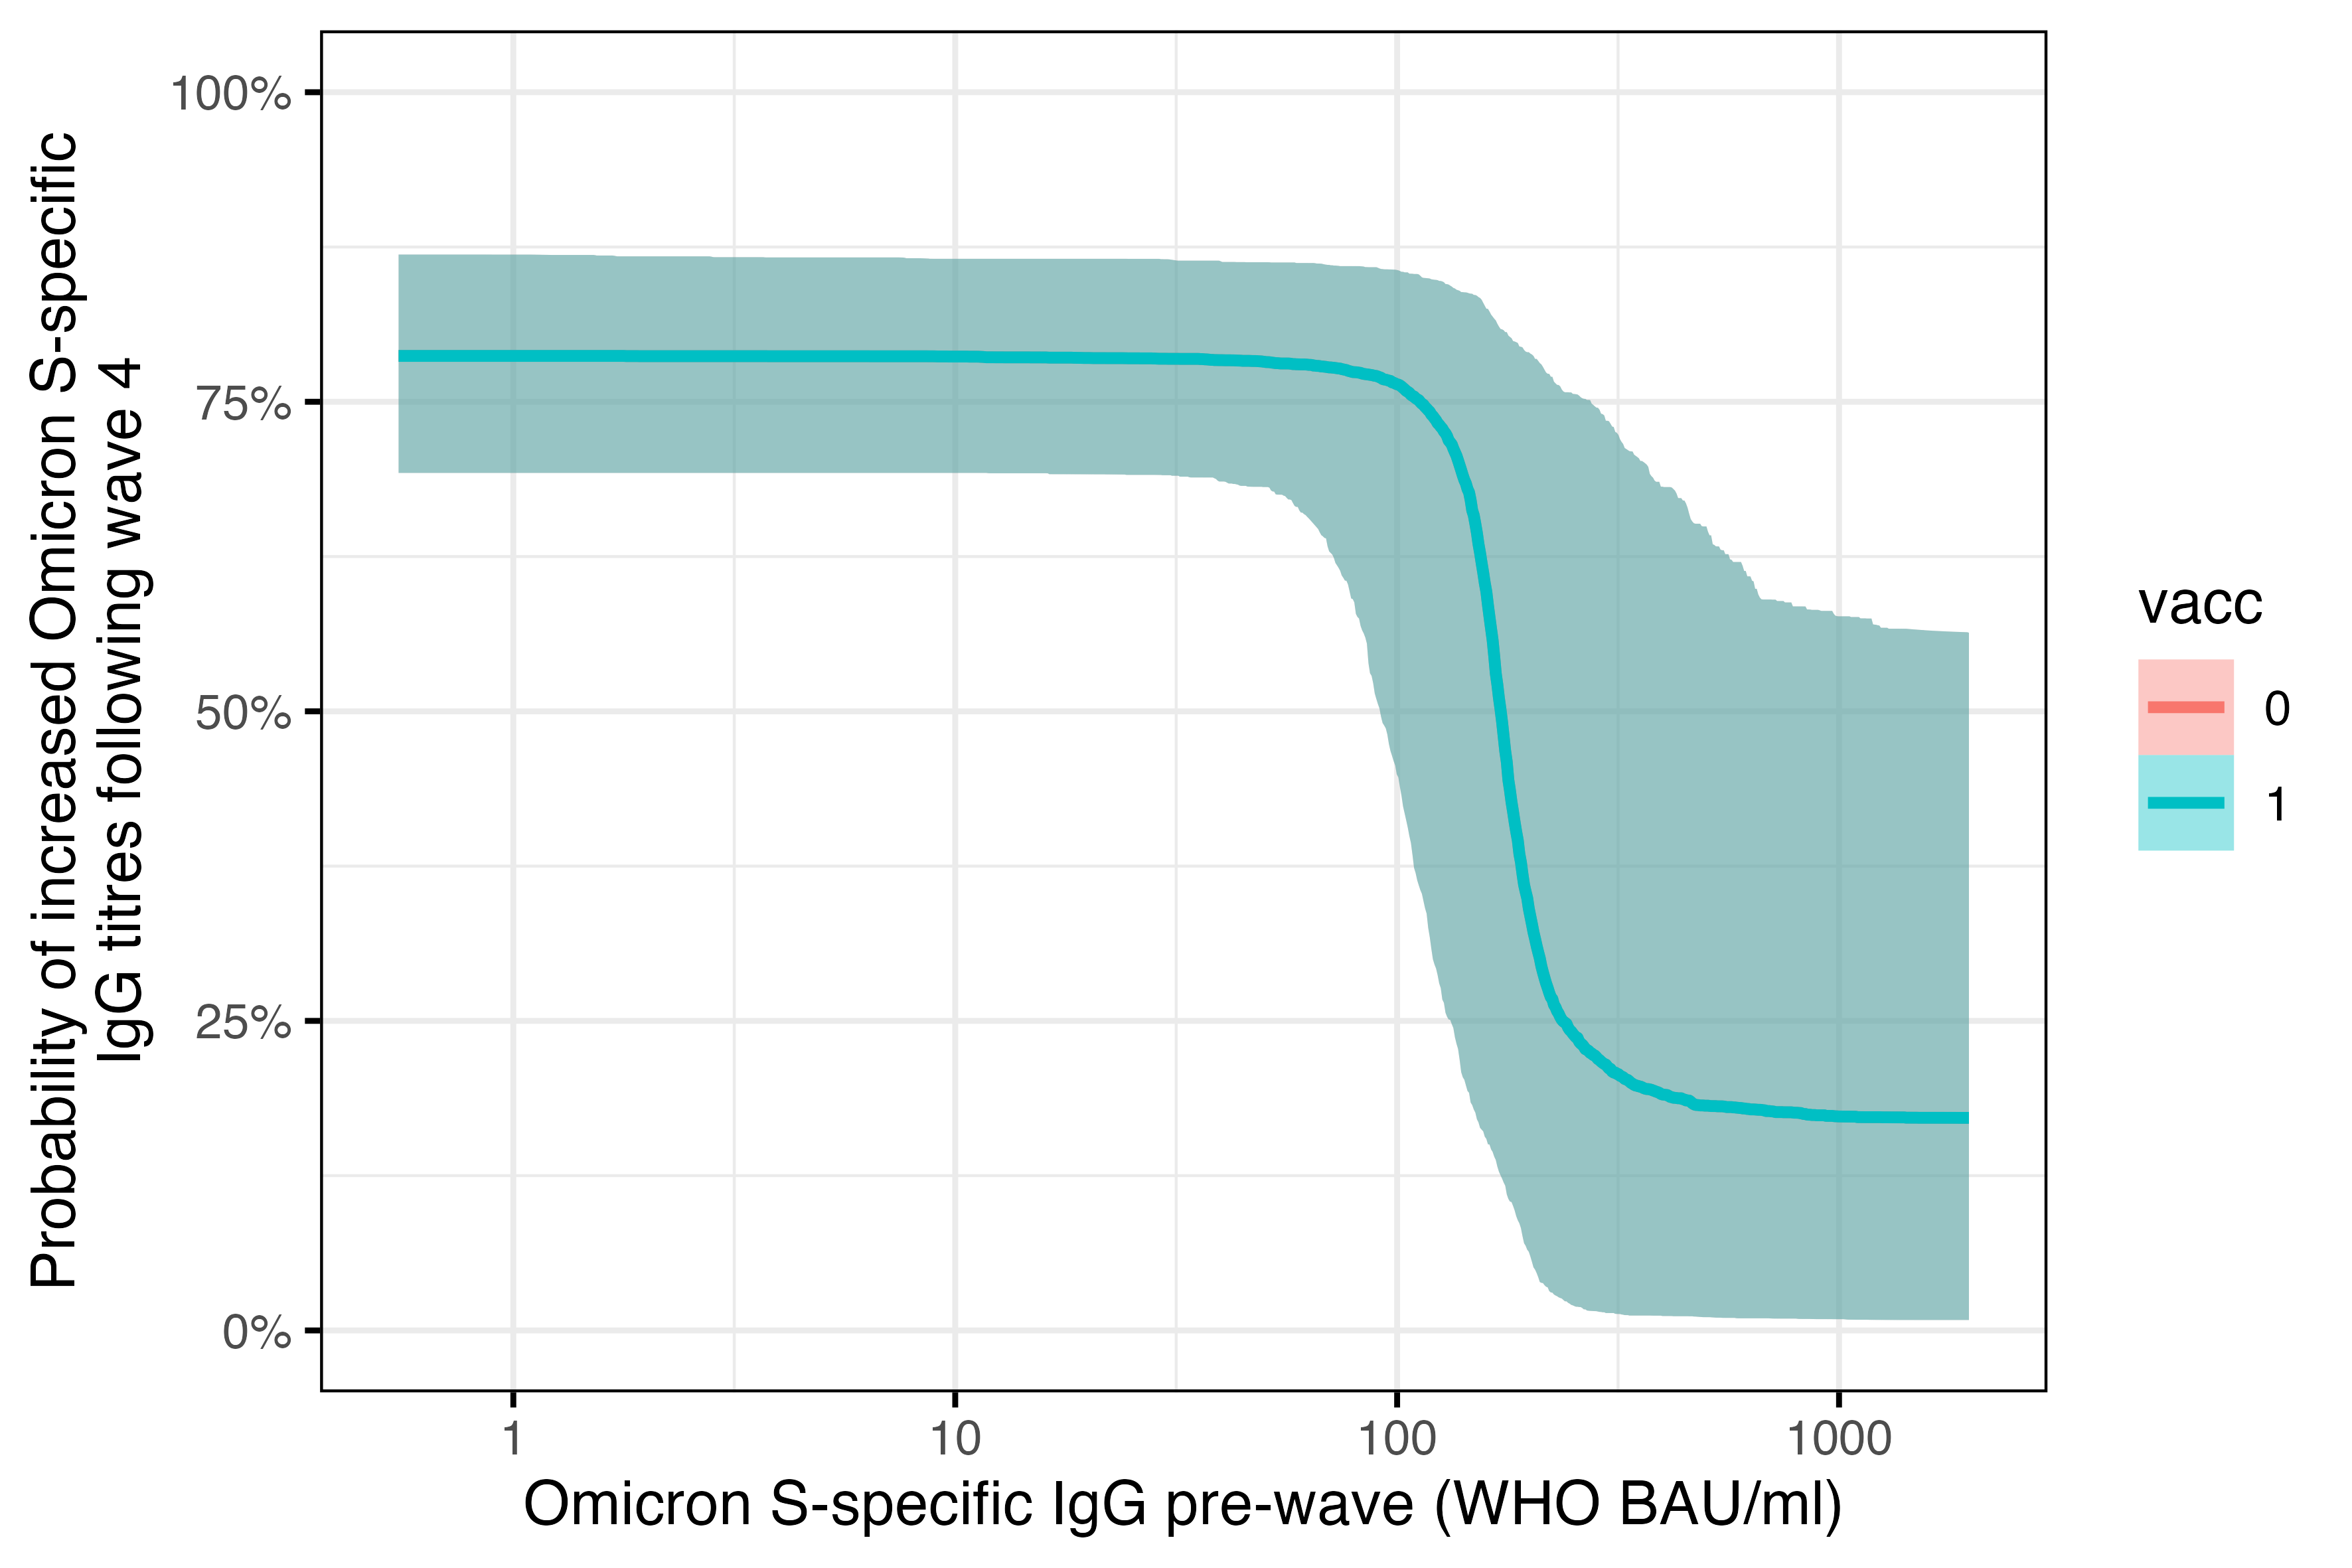 Probability of increased Omicron S-specific
IgG titres following wave 4
100%
75%
50%
25%
0%
1
10
100
1000
Omicron S-specific IgG pre-wave (WHO BAU/ml)
vacc
0
1